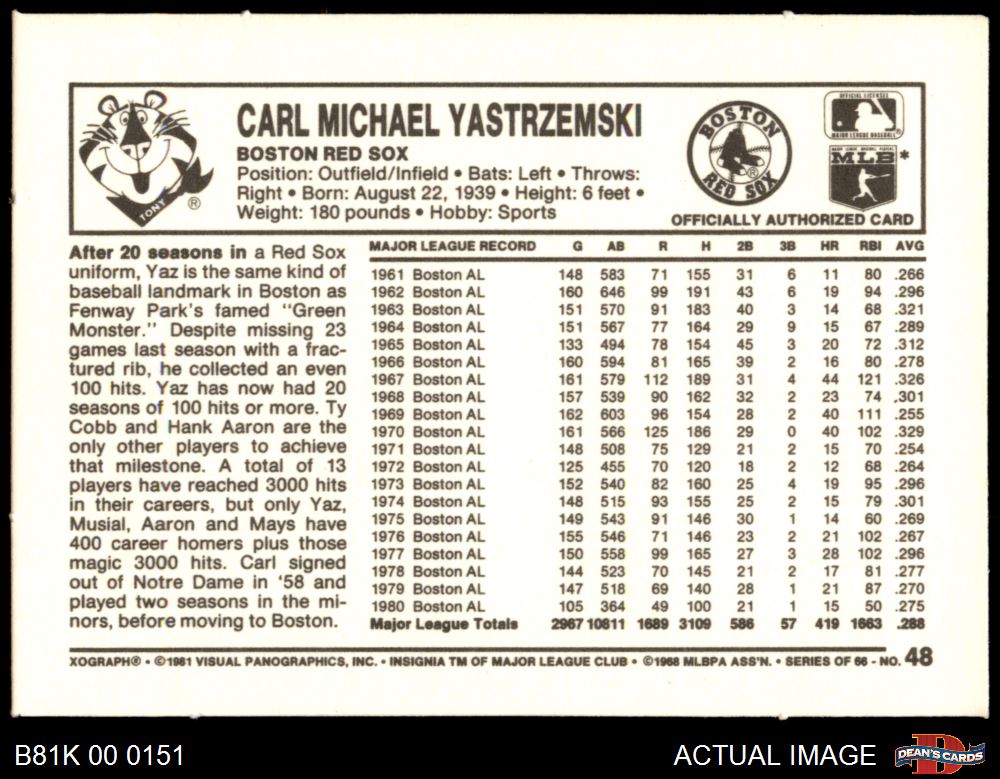 TONY
®
CARL MICHAEL YASTRZEMSKI
BOSTON RED SOX
Position: Outfield/Infield • Bats: Left • Throws:
Right • Born: August 22, 1939 • Height: 6 feet •
Weight: 180 pounds • Hobby: Sports
BOSTON
RED SOX
®
OFFICIAL LICENSEE
MAJOR LEAGUE BASEBALL®
MAJOR LEAGUE BASEBALL PLAYERS
MLB*
OFFICIALLY AUTHORIZED CARD
After 20 seasons in a Red Sox
uniform, Yaz is the same kind of
baseball landmark in Boston as
Fenway Park's famed "Green
Monster." Despite missing 23
games last season with a frac-
tured rib, he collected an even
100 hits. Yaz has now had 20
seasons of 100 hits or more. Ty
Cobb and Hank Aaron are the
only other players to achieve
that milestone. A total of 13
players have reached 3000 hits
in their careers, but only Yaz,
Musial, Aaron and Mays have
400 career homers plus those
magic 3000 hits. Carl signed
out of Notre Dame in '58 and
played two seasons in the mi-
nors, before moving to Boston.
MAJOR LEAGUE RECORD G AB R H 2B 3B HR RBI AVG
1961 Boston AL 148 583 71 155 31 6 11 80 .266
1962 Boston AL 160 646 99 191 43 6 19 94 .296
1963 Boston AL 151 570 91 183 40 3 14 68 .321
1964 Boston AL 151 567 77 164 29 9 15 67 .289
1965 Boston AL 133 494 78 154 45 3 20 72 .312
1966 Boston AL 160 594 81 165 39 2 16 80 .278
1967 Boston AL 161 579 112 189 31 4 44 121 .326
1968 Boston AL 157 539 90 162 32 2 23 74 .301
1969 Boston AL 162 603 96 154 28 2 40 111 .255
1970 Boston AL 161 566 125 186 29 0 40 102 .329
1971 Boston AL 148 508 75 129 21 2 15 70 .254
1972 Boston AL 125 455 70 120 18 2 12 68 .264
1973 Boston AL 152 540 82 160 25 4 19 95 .296
1974 Boston AL 148 515 93 155 25 2 15 79 .301
1975 Boston AL 149 543 91 146 30 1 14 60 .269
1976 Boston AL 155 546 71 146 23 2 21 102 .267
1977 Boston AL 150 558 99 165 27 3 28 102 .296
1978 Boston AL 144 523 70 145 21 2 17 81 .277
1979 Boston AL 147 518 69 140 28 1 21 87 .270
1980 Boston AL 105 364 49 100 21 1 15 50 .275
Major League Totals 2967 10811 1689 3109 586 57 419 1663 .288
XOGRAPH® • ©1981 VISUAL PANOGRAPHICS, INC. • INSIGNIA TM OF MAJOR LEAGUE CLUB • ©1968 MLBPA ASS'N. • SERIES OF 66 - NO. 48
B81K 00 0151
ACTUAL IMAGE
DEAN'S CARDS